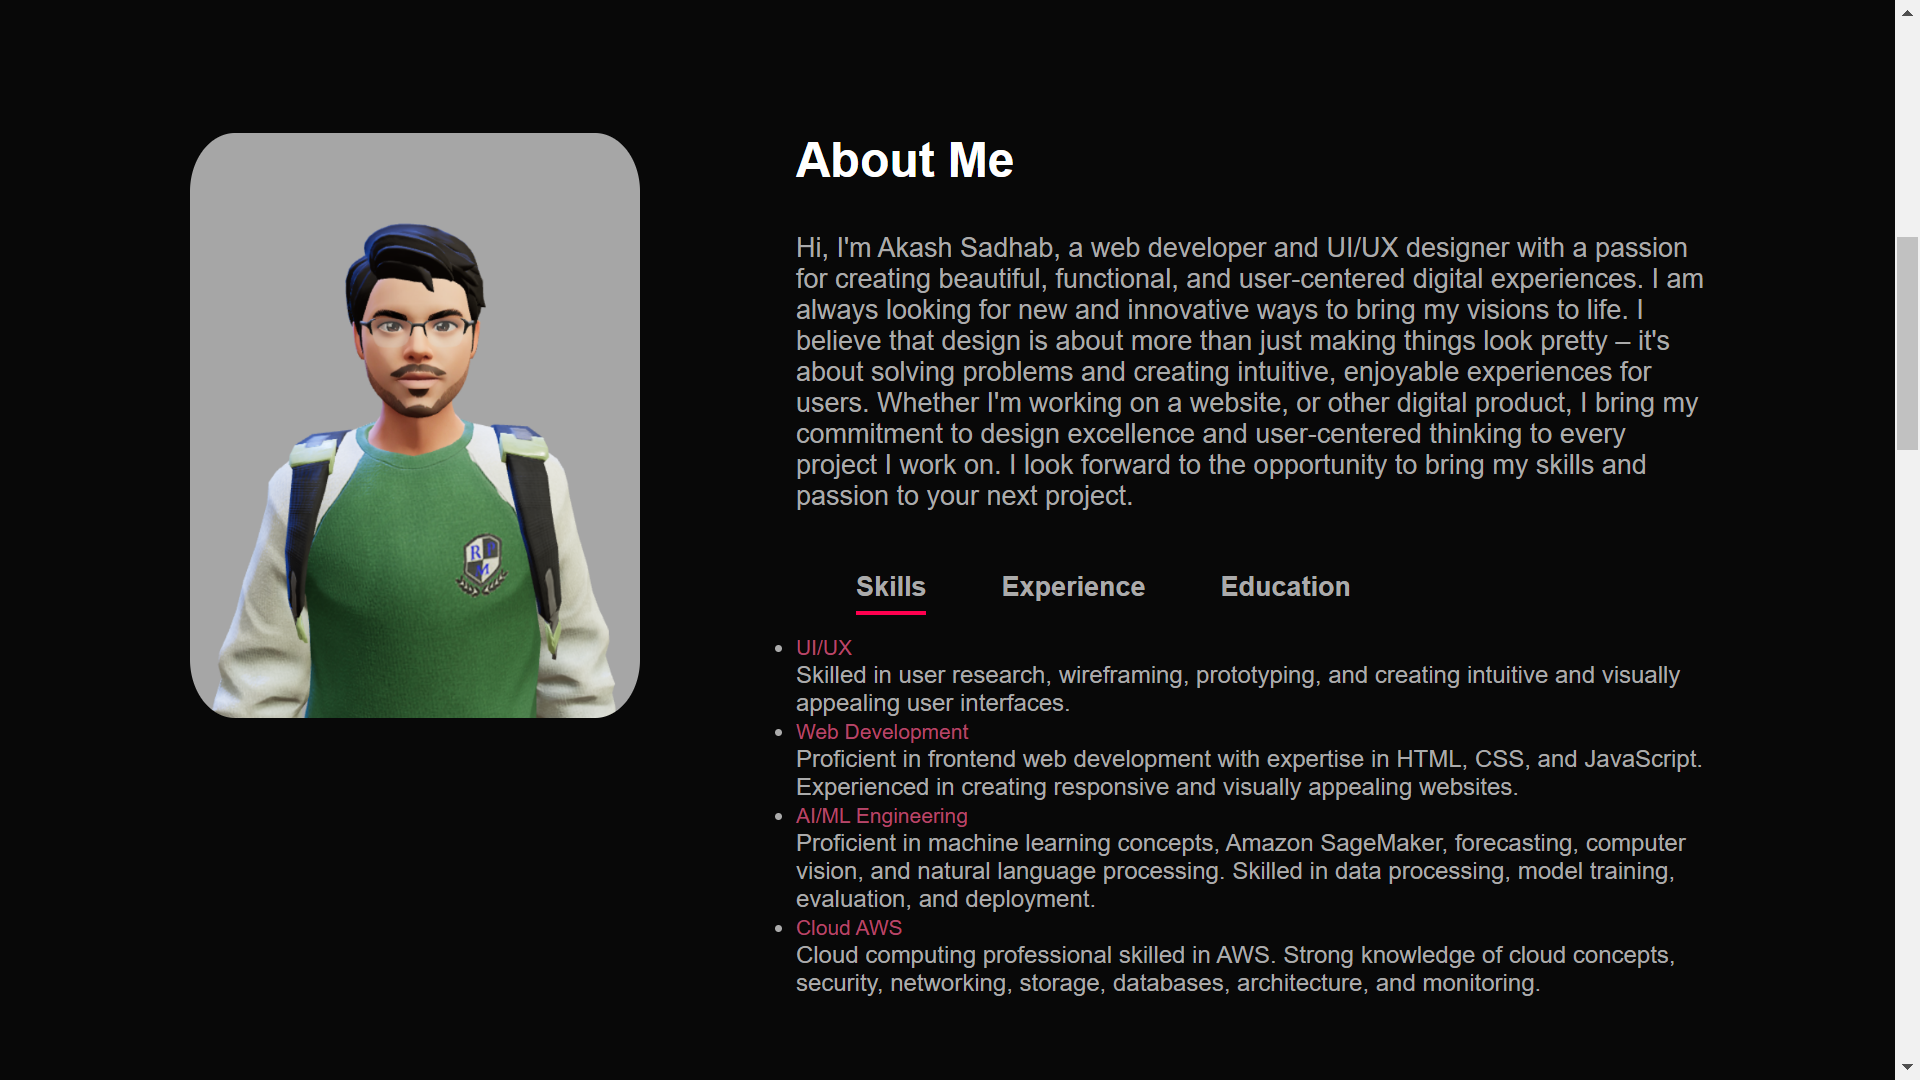 About Me
Hi, I'm Akash Sadhab, a web developer and UI/UX designer with a passion
for creating beautiful, functional, and user-centered digital experiences. I am
always looking for new and innovative ways to bring my visions to life. I
believe that design is about more than just making things look pretty – it's
about solving problems and creating intuitive, enjoyable experiences for
users. Whether I'm working on a website, or other digital product, I bring my
commitment to design excellence and user-centered thinking to every
project I work on. I look forward to the opportunity to bring my skills and
passion to your next project.
R P
M
Skills Experience Education
UI/UX
Skilled in user research, wireframing, prototyping, and creating intuitive and visually
appealing user interfaces.
Web Development
Proficient in frontend web development with expertise in HTML, CSS, and JavaScript.
Experienced in creating responsive and visually appealing websites.
AI/ML Engineering
Proficient in machine learning concepts, Amazon SageMaker, forecasting, computer
vision, and natural language processing. Skilled in data processing, model training,
evaluation, and deployment.
Cloud AWS
Cloud computing professional skilled in AWS. Strong knowledge of cloud concepts,
security, networking, storage, databases, architecture, and monitoring.